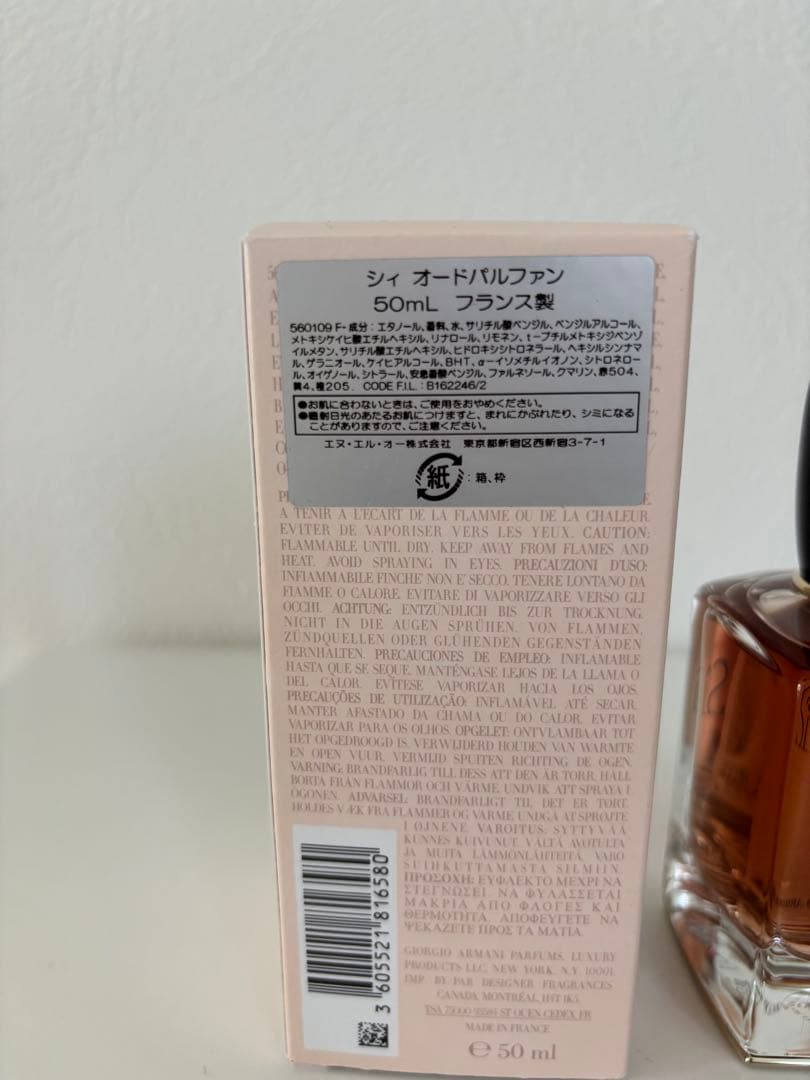 シィ オードパルファン
50mL フランス製
560109 F- 成分：エタノール、香料、水、サリチル酸ベンジル、ベンジルアルコール、
メトキシケイヒ酸エチルヘキシル、リナロール、リモネン、t-ブチルメトキシジベンゾ
イルメタン、サリチル酸エチルヘキシル、ヒドロキシシトロネラール、ヘキシルシンナマ
ル、ゲラニオール、ケイヒアルコール、BHT、α-イソメチルイオノン、シトロネロー
ル、オイゲノール、シトラール、安息香酸ベンジル、ファルネソール、クマリン、赤504、
黄4、橙205. CODE F.I.L. : B162246/2
●お肌に合わないときは、ご使用をおやめください。
●直射日光のあたるお肌につけますと、まれにかぶれたり、シミになる
ことがありますので、ご注意ください。
エヌ・エル・オー株式会社 東京都新宿区西新宿3-7-1
紙：箱、枠
A TENIR A L'ECART DE LA FLAMME OU DE LA CHALEUR.
EVITER DE VAPORISER VERS LES YEUX. CAUTION:
FLAMMABLE UNTIL DRY. KEEP AWAY FROM FLAMES AND
HEAT. AVOID SPRAYING IN EYES. PRECAUZIONI D'USO:
INFIAMMABILE FINCHE' NON E' SECCO. TENERE LONTANO DA
FIAMME O CALORE. EVITARE DI VAPORIZZARE VERSO GLI
OCCHI. ACHTUNG: ENTZÜNDLICH BIS ZUR TROCKNUNG.
NICHT IN DIE AUGEN SPRÜHEN. VON FLAMMEN,
ZÜNDQUELLEN ODER GLÜHENDEN GEGENSTÄNDEN
FERNHALTEN. PRECAUCIONES DE EMPLEO: INFLAMABLE
HASTA QUE SE SEQUE. MANTÉNGASE LEJOS DE LA LLAMA O
DEL CALOR. EVÍTESE VAPORIZAR HACIA LOS OJOS.
PRECAUÇÕES DE UTILIZAÇÃO: INFLAMÁVEL ATÉ SECAR.
MANTER AFASTADO DA CHAMA OU DO CALOR. EVITAR
VAPORIZAR PARA OS OLHOS. OPGELET: ONTVLAMBAAR TOT
HET OPGEDROOGD IS. VERWIJDERD HOUDEN VAN WARMTE
EN OPEN VUUR. VERMIJD SPUITEN RICHTING DE OGEN.
VARNING: BRANDFARLIG TILL DESS ATT DEN ÄR TORR. HÅLL
BORTA FRÅN FLAMMOR OCH VÄRME. UNDVIK ATT SPRAYA I
ÖGONEN. ADVARSEL: BRANDFARLIGT TIL DET ER TØRT.
HOLDES VÆK FRA FLAMMER OG VARME. UNDGÅ AT SPRØJTE
I ØJNENE. VAROITUS: SYTTYVÄÄ
KUNNES KUIVUNUT. VÄLTÄ AVOTULTA
JA MUITA LÄMMÖNLÄHTEITÄ. VARO
SUIHKUTTAMASTA SILMIIN.
ΠΡΟΣΟΧΗ: ΕΥΦΛΕΚΤΟ ΜΕΧΡΙ ΝΑ
ΣΤΕΓΝΩΣΕΙ. ΝΑ ΦΥΛΑΣΣΕΤΑΙ
ΜΑΚΡΙΑ ΑΠΟ ΦΛΟΓΕΣ ΚΑΙ
ΘΕΡΜΟΤΗΤΑ. ΑΠΟΦΕΥΓΕΤΕ ΝΑ
ΨΕΚΑΖΕΤΕ ΠΡΟΣ ΤΑ ΜΑΤΙΑ.
GIORGIO ARMANI PARFUMS, LUXURY
PRODUCTS LLC, NEW YORK, N.Y 10001.
IMP. BY-PAR DESIGNER FRAGRANCES
CANADA, MONTRÉAL, H3T 1K5.
TSA 75000 93584 ST OUEN CEDEX, FR
MADE IN FRANCE
℮ 50 ml
3 605521 816580